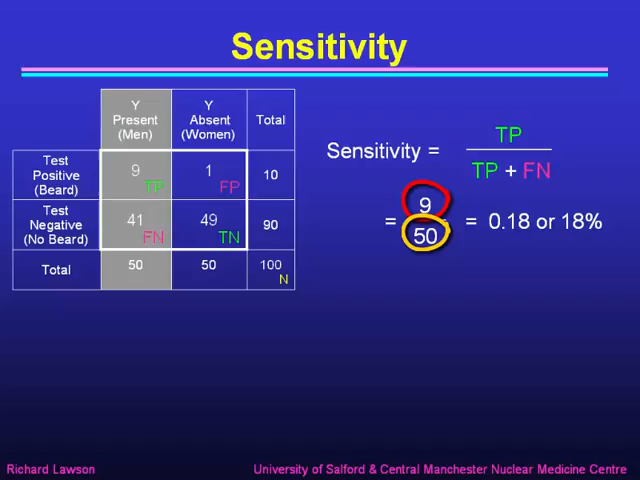 Sensitivity
Y Present (Men) Y Absent (Women) Total
Test Positive (Beard) 9 TP 1 FP 10
Test Negative (No Beard) 41 FN 49 TN 90
Total 50 50 100 N
Sensitivity = TP
TP + FN
= 9
50 = 0.18 or 18%
Richard Lawson University of Salford & Central Manchester Nuclear Medicine Centre